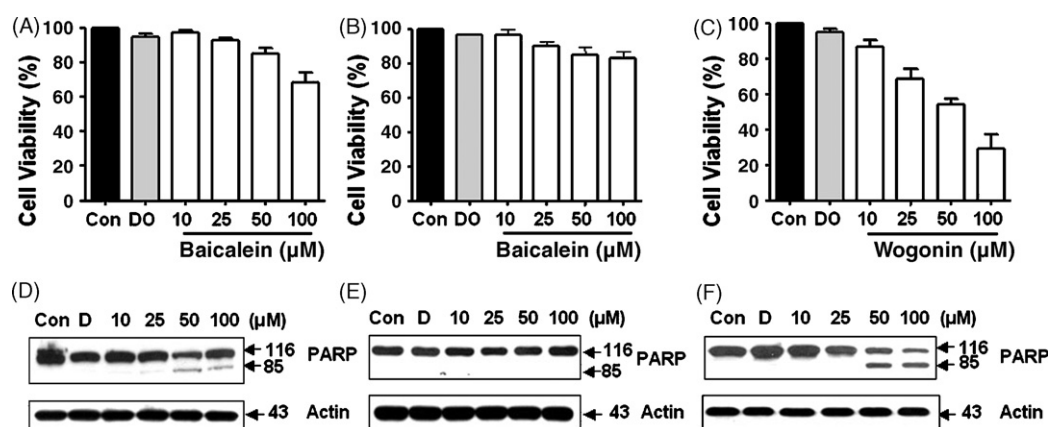 (A)
Cell Viability (%)
100
80
60
40
20
0
Con DO 10 25 50 100
Baicalein (µM)
(B)
Cell Viability (%)
100
80
60
40
20
0
Con DO 10 25 50 100
Baicalein (µM)
(C)
Cell Viability (%)
100
80
60
40
20
0
Con DO 10 25 50 100
Wogonin (µM)
(D)
Con D 10 25 50 100 (µM)
116
PARP
85
43 Actin
(E)
Con D 10 25 50 100 (µM)
116
PARP
85
43 Actin
(F)
Con D 10 25 50 100 (µM)
116
PARP
85
43 Actin